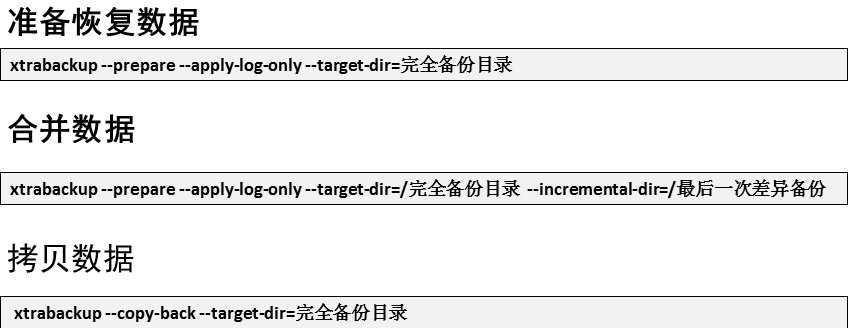 准备恢复数据
xtrabackup --prepare --apply-log-only --target-dir=完全备份目录
合并数据
xtrabackup --prepare --apply-log-only --target-dir=/完全备份目录 --incremental-dir=/最后一次差异备份
拷贝数据
xtrabackup --copy-back --target-dir=完全备份目录